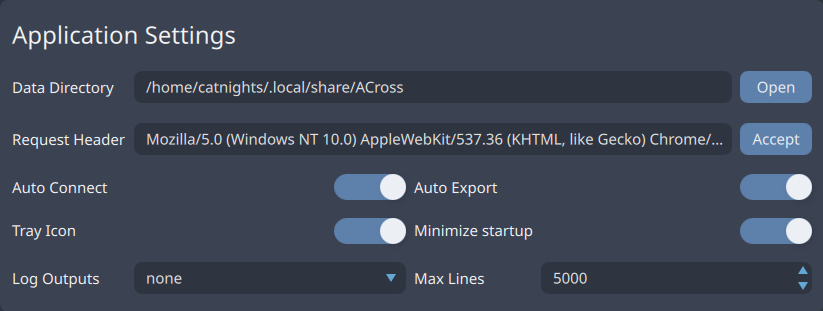 Application Settings
Data Directory /home/catnights/.local/share/ACross Open
Request Header Mozilla/5.0 (Windows NT 10.0) AppleWebKit/537.36 (KHTML, like Gecko) Chrome/... Accept
Auto Connect Auto Export
Tray Icon Minimize startup
Log Outputs none Max Lines 5000